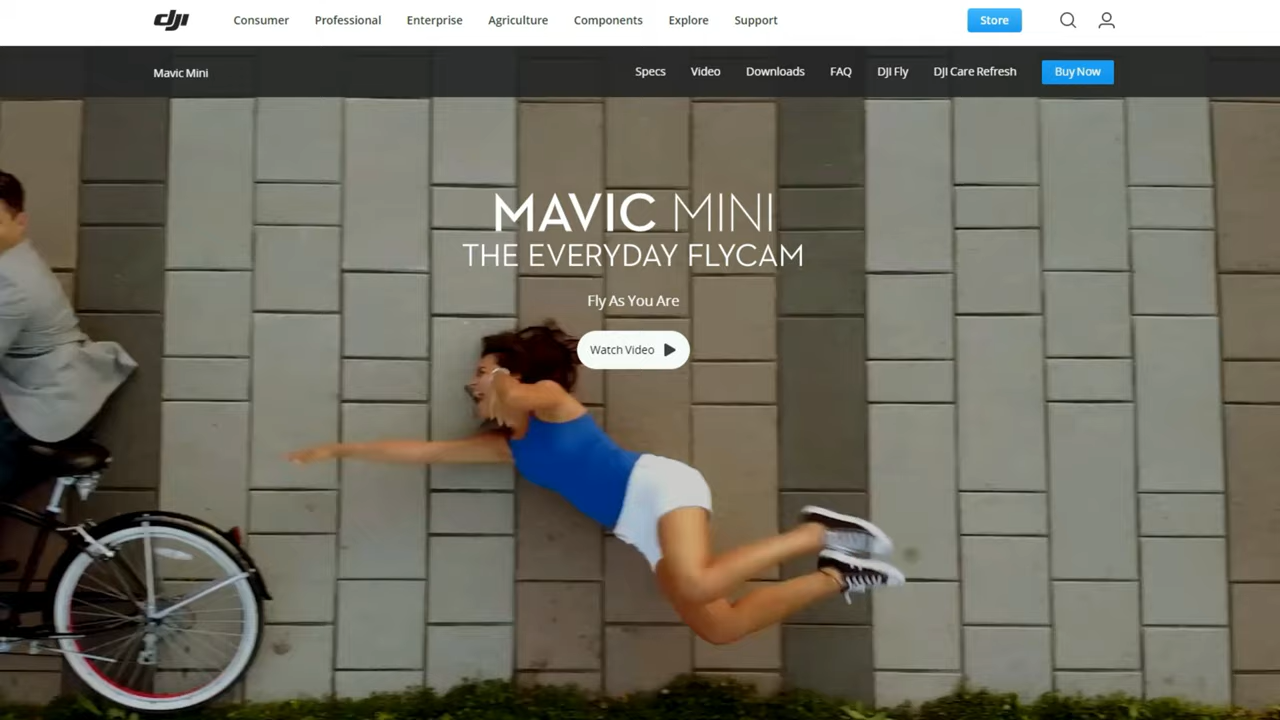 dji Consumer Professional Enterprise Agriculture Components Explore Support Store
Mavic Mini Specs Video Downloads FAQ DJI Fly DJI Care Refresh Buy Now
MAVIC MINI
THE EVERYDAY FLYCAM
Fly As You Are
Watch Video